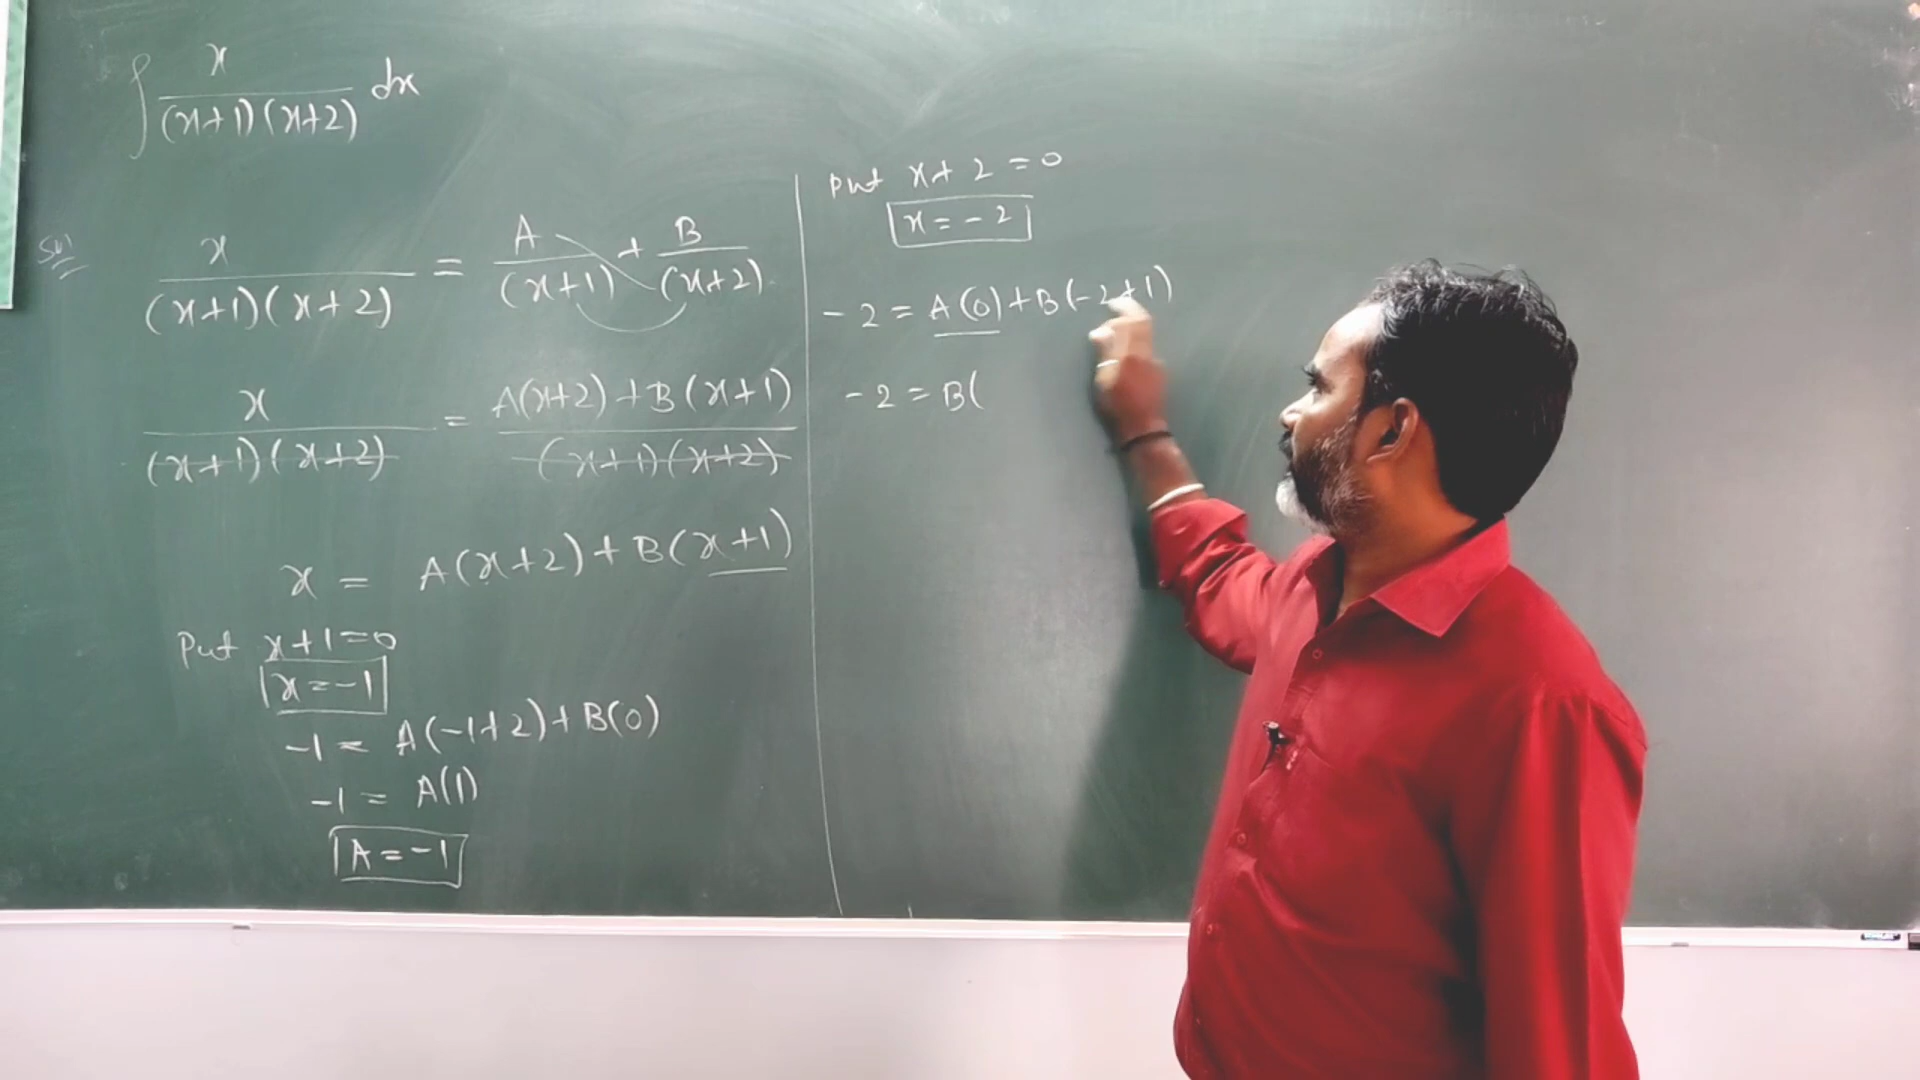 ∫ x/((x+1)(x+2)) dx
Sol
x/((x+1)(x+2)) = A/(x+1) + B/(x+2)
x/((x+1)(x+2)) = (A(x+2)+B(x+1))/((x+1)(x+2))
x = A(x+2)+B(x+1)
Put x+1=0
x=-1
-1 = A(-1+2)+B(0)
-1 = A(1)
A=-1
put x+2=0
x=-2
-2 = A(0)+B(-2+1)
-2 = B(